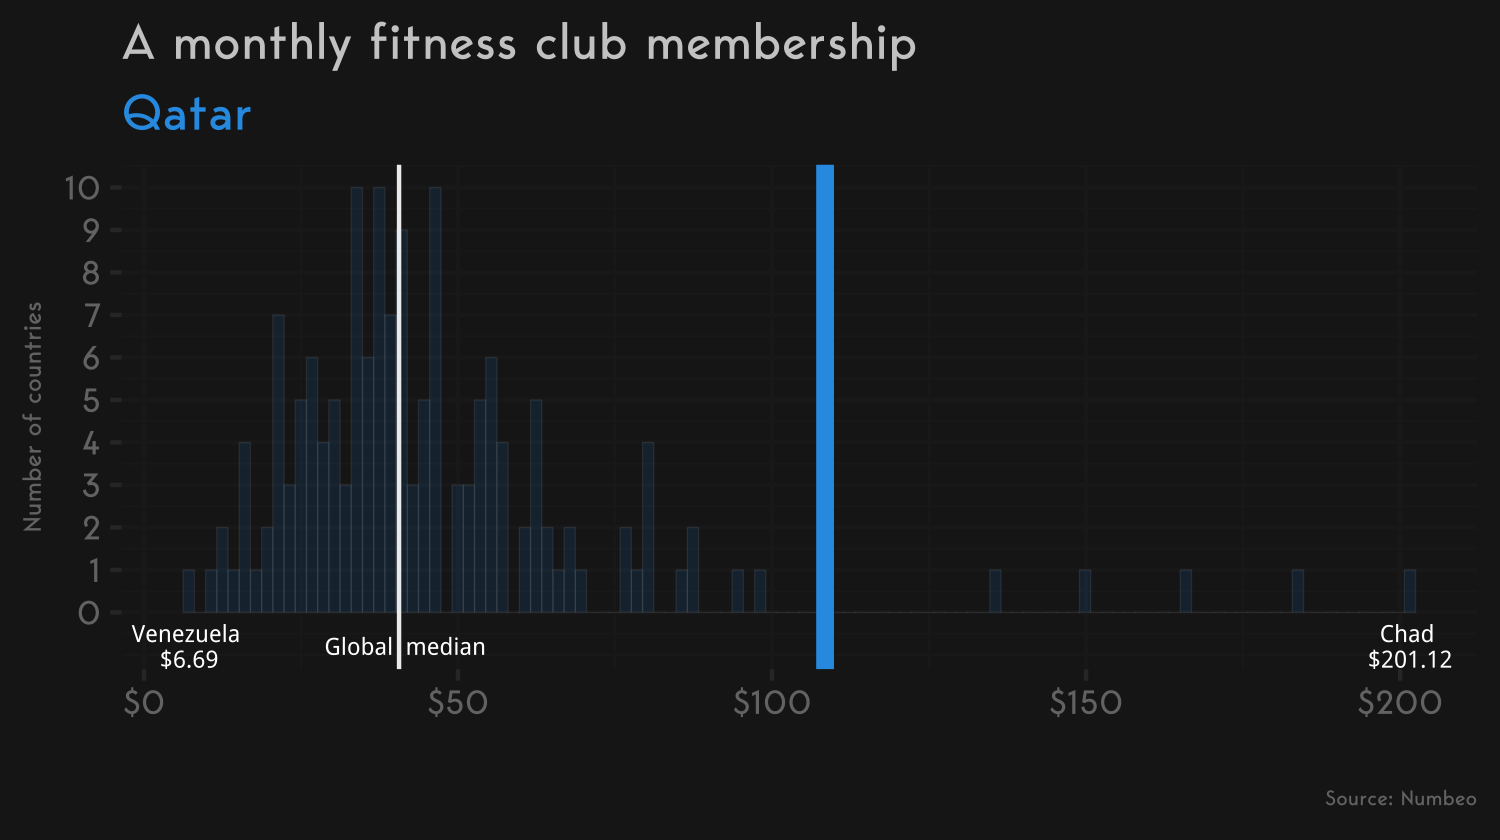 A monthly fitness club membership
Qatar
Number of countries
10
9
8
7
6
5
4
3
2
1
0
Venezuela
$6.69
Global median
Chad
$201.12
$0 $50 $100 $150 $200
Source: Numbeo